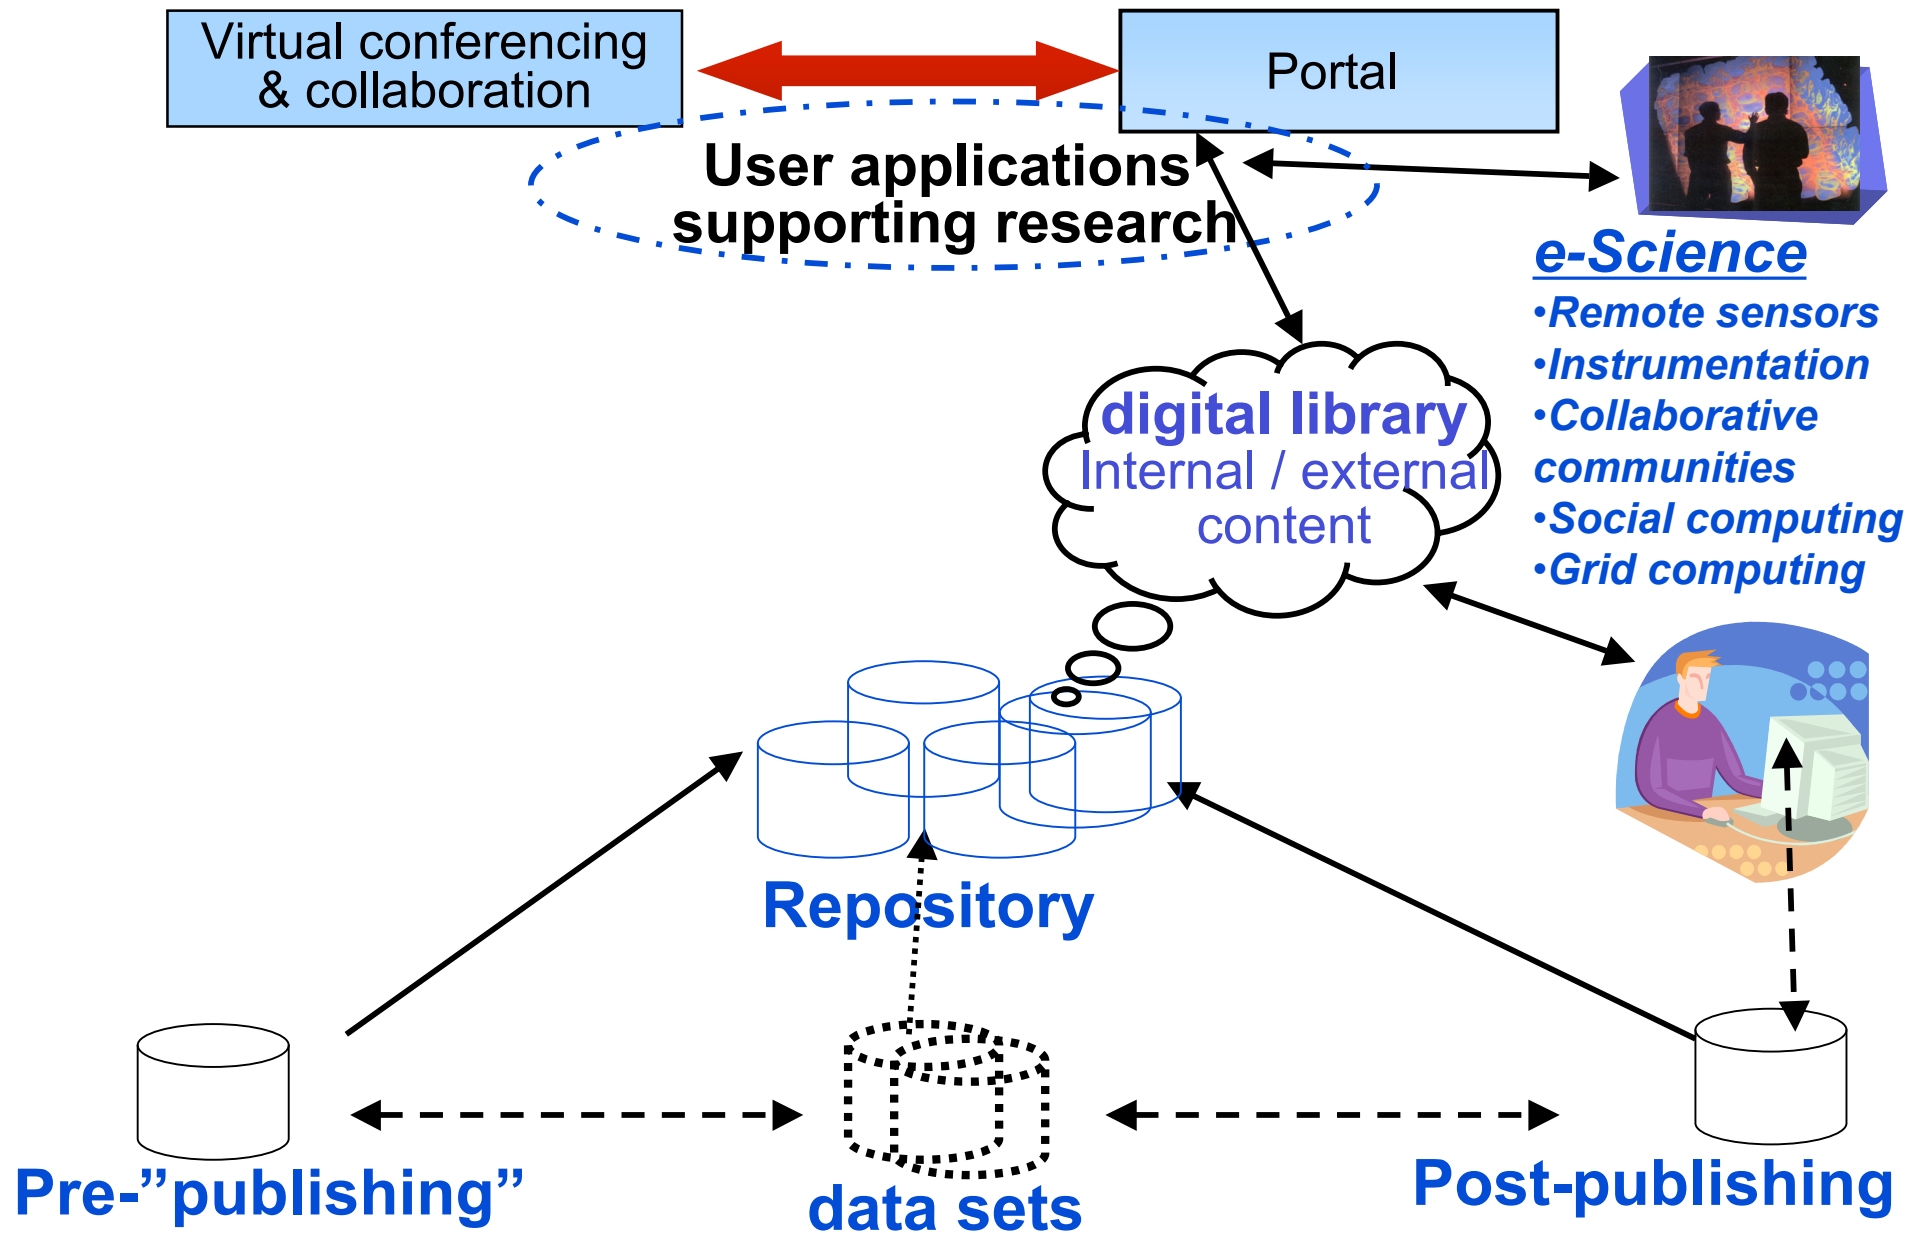 Virtual conferencing
& collaboration
Portal
User applications
supporting research
e-Science
•Remote sensors
•Instrumentation
•Collaborative
communities
•Social computing
•Grid computing
digital library
Internal / external
content
Repository
Pre-”publishing”
data sets
Post-publishing